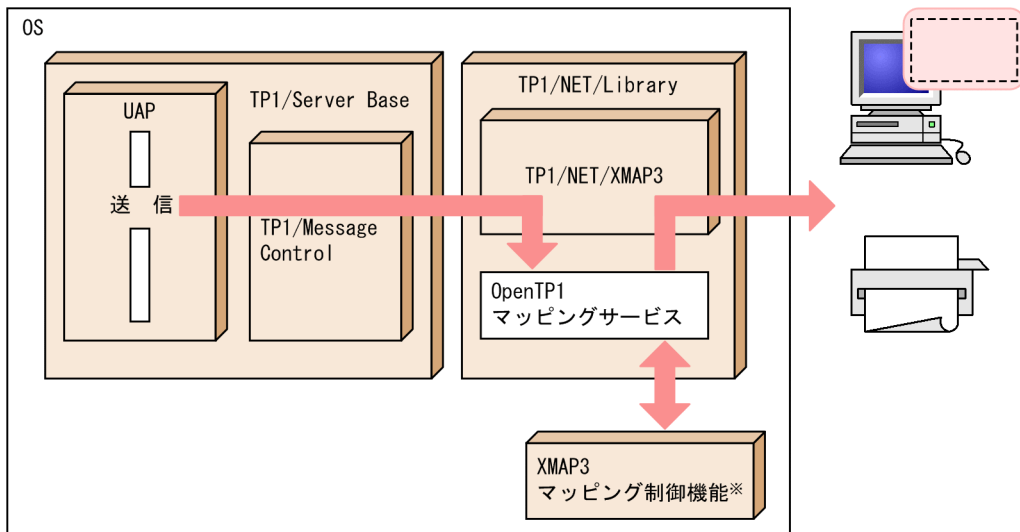 OS
UAP
送 信
TP1/Server Base
TP1/Message
Control
TP1/NET/Library
TP1/NET/XMAP3
OpenTP1
マッピングサービス
XMAP3
マッピング制御機能※